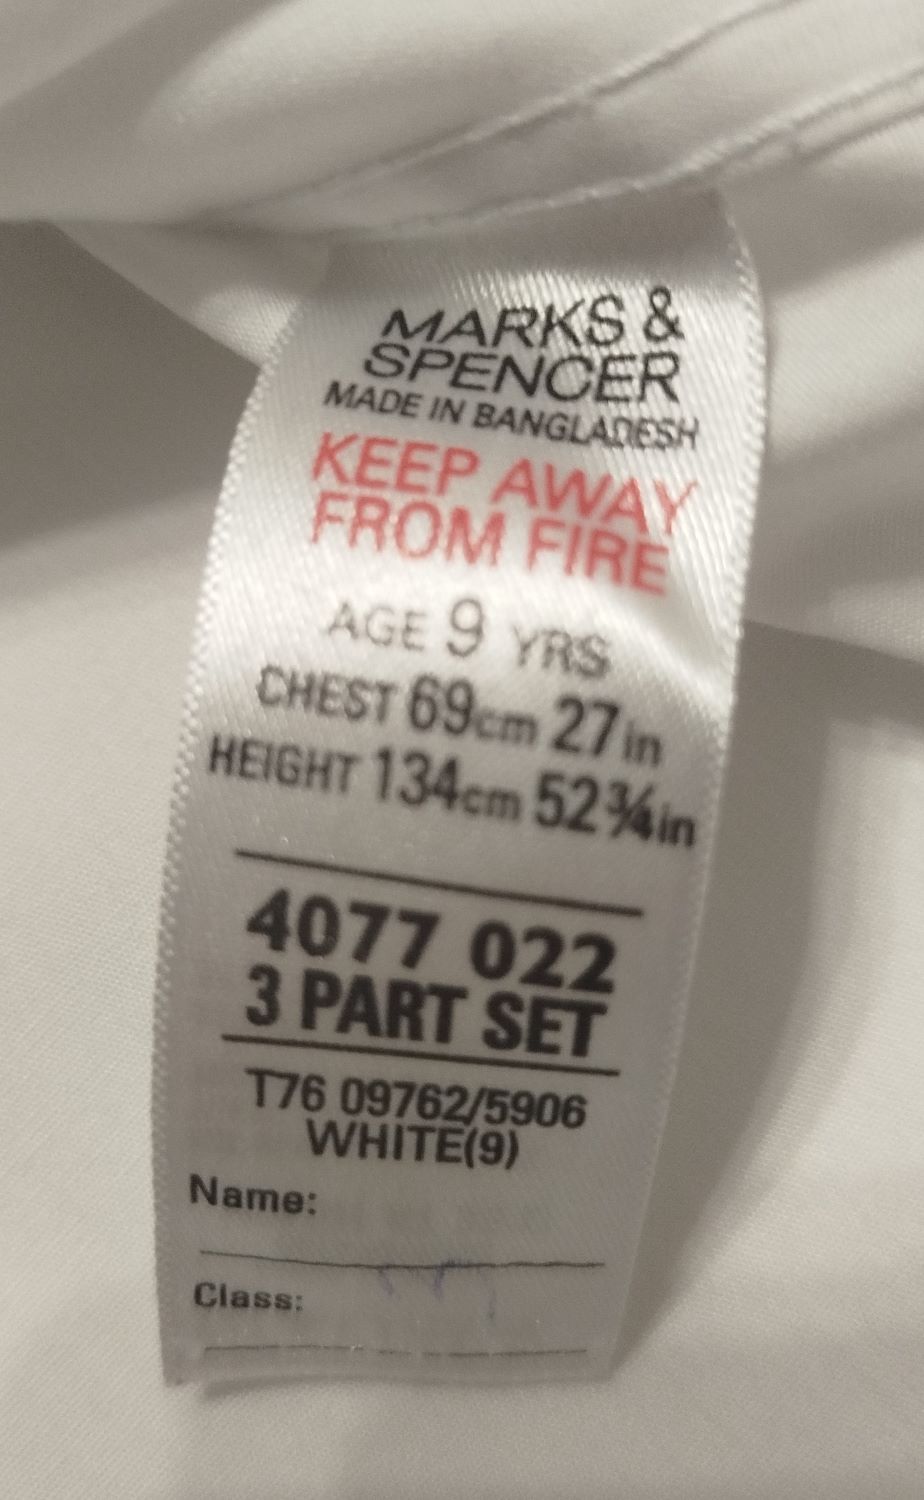 MARKS &
SPENCER
MADE IN BANGLADESH
KEEP AWAY
FROM FIRE
AGE 9 YRS
CHEST 69cm 27in
HEIGHT 134cm 52¾in
4077 022
3 PART SET
T76 09762/5906
WHITE(9)
Name:
Class: